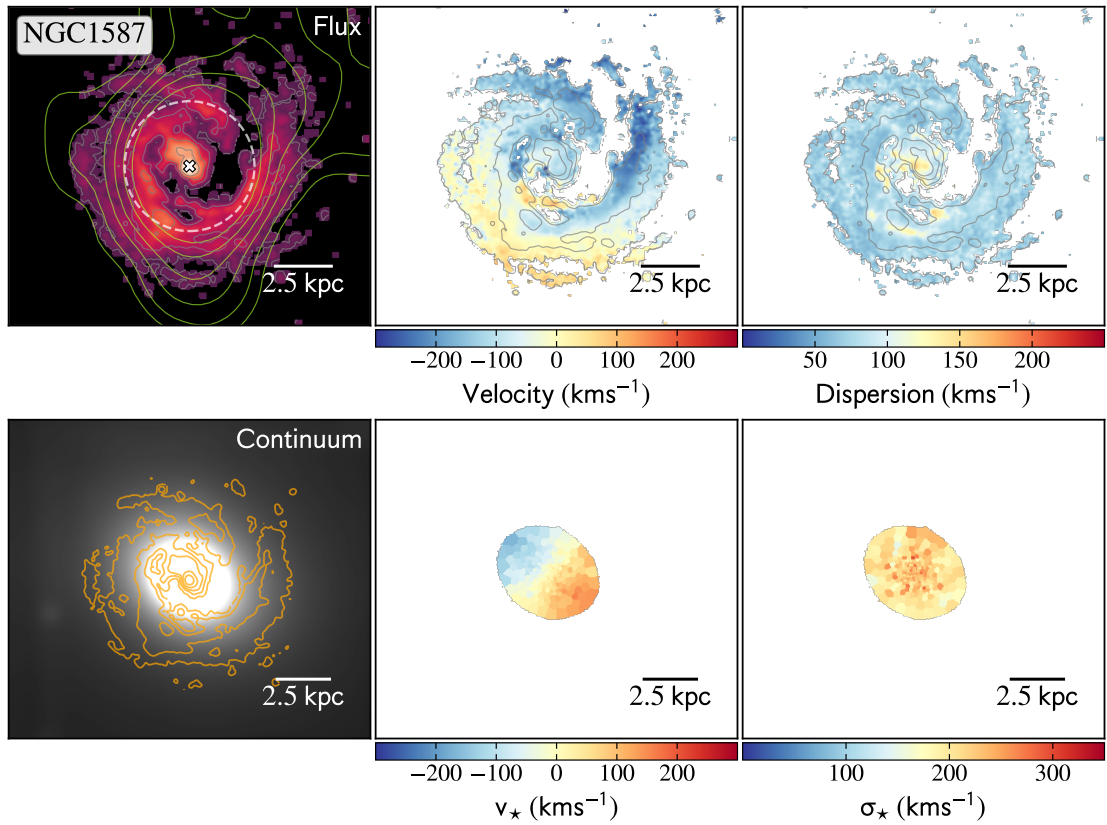 NGC1587
Flux
2.5 kpc
2.5 kpc
2.5 kpc
−200 −100 0 100 200
50 100 150 200
Velocity (kms⁻¹)
Dispersion (kms⁻¹)
Continuum
2.5 kpc
2.5 kpc
2.5 kpc
−200 −100 0 100 200
100 200 300
v⋆ (kms⁻¹)
σ⋆ (kms⁻¹)